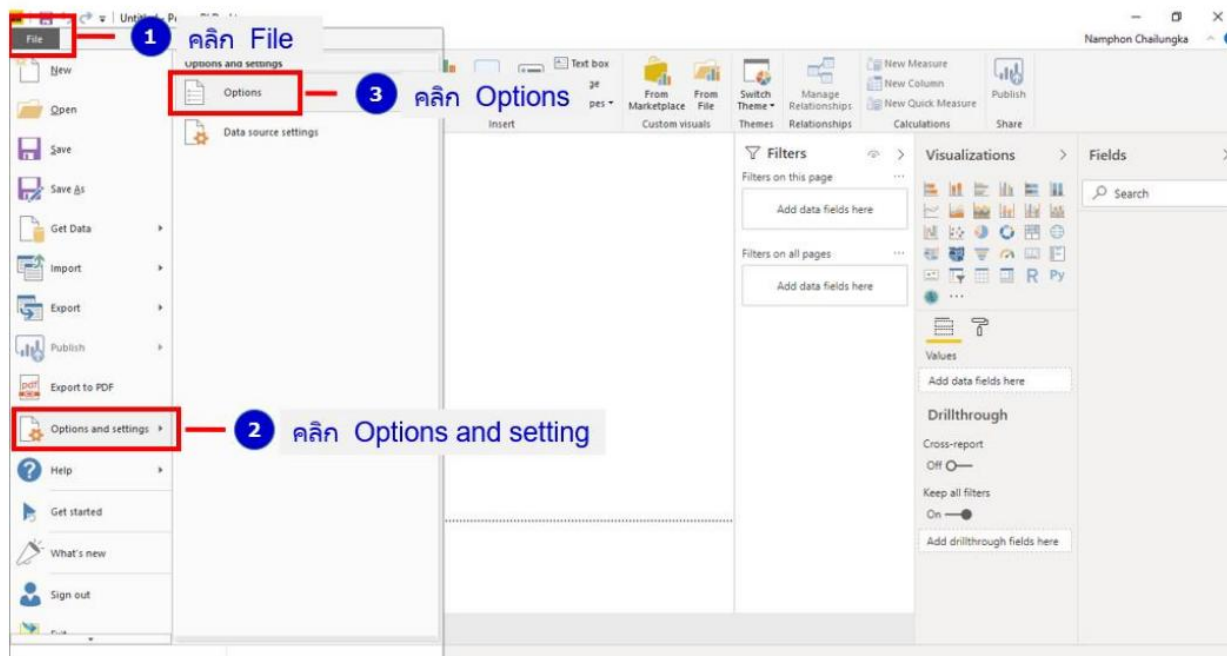 File
1 คลิก File
Namphon Chailungka
New
Open
Save
Save As
Get Data
Import
Export
Publish
Export to PDF
Options and settings
Help
Get started
What's new
Sign out
Options and settings
Options
Data source settings
3 คลิก Options
2 คลิก Options and setting
Text box
Insert
From Marketplace
From File
Custom visuals
Switch Theme
Themes
Manage Relationships
Relationships
New Measure
New Column
New Quick Measure
Calculations
Publish
Share
Filters
Filters on this page
Add data fields here
Filters on all pages
Add data fields here
Visualizations
R Py
Values
Add data fields here
Drillthrough
Cross-report
Off
Keep all filters
On
Add drillthrough fields here
Fields
Search